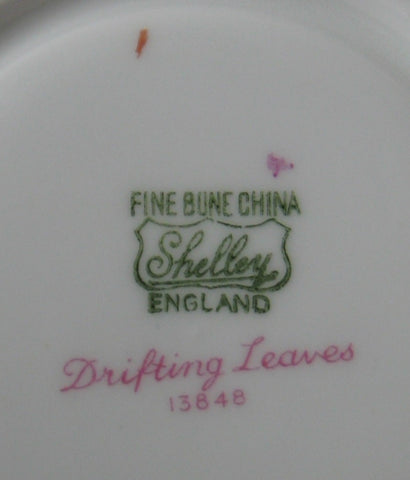 FINE BONE CHINA
Shelley
ENGLAND
Drifting Leaves
13848